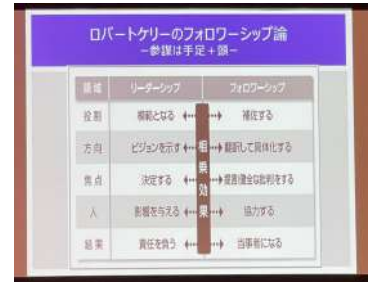 ロバートケリーのフォロワーシップ論
−参謀は手足+頭−
領域 リーダーシップ フォロワーシップ
役割 模範となる 補佐する
方向 ビジョンを示す 翻訳して具体化する
焦点 決定する 提言健全な批判をする
人 影響を与える 協力する
結果 責任を負う 当事者になる
相乗効果